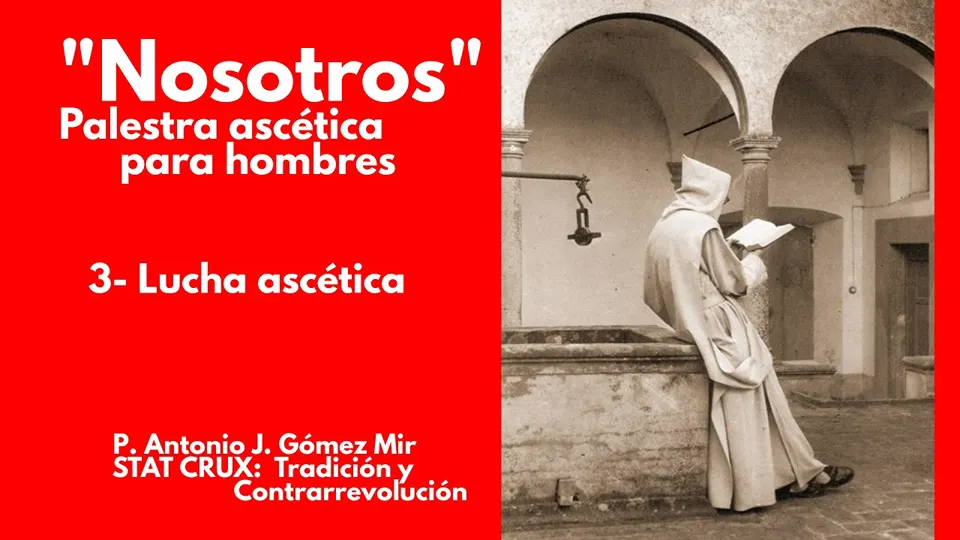 "Nosotros"
Palestra ascética
para hombres
3- Lucha ascética
P. Antonio J. Gómez Mir
STAT CRUX: Tradición y
Contrarrevolución